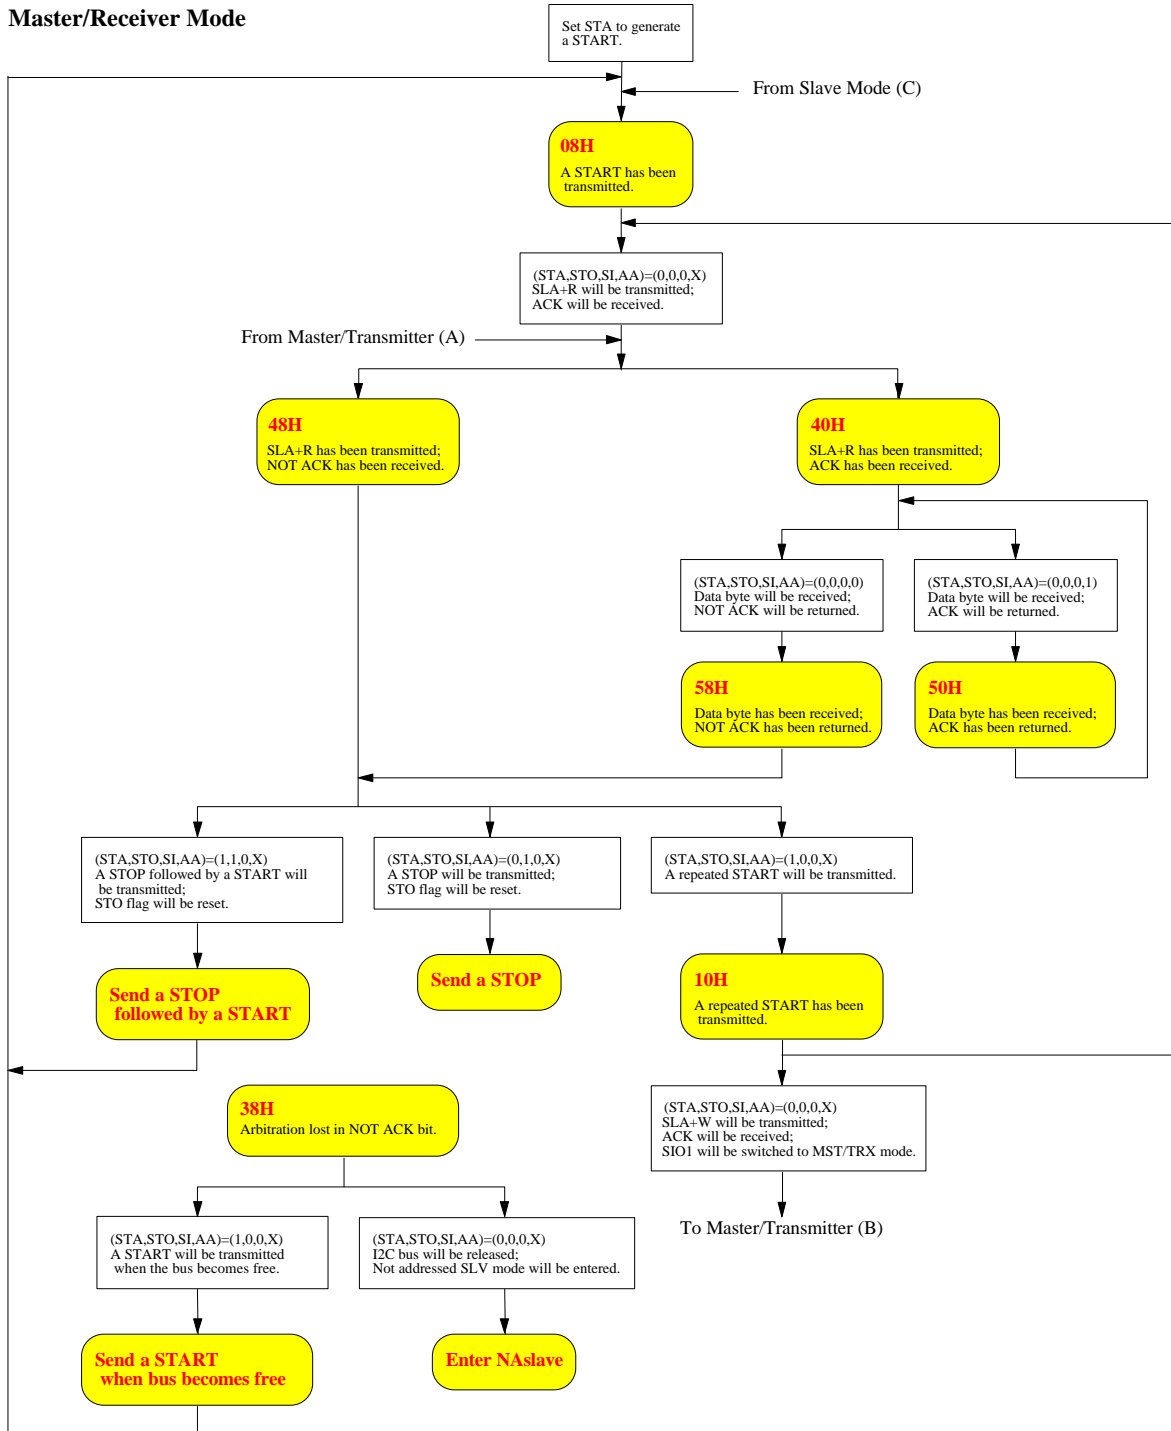 Master/Receiver Mode
Set STA to generate
a START.
From Slave Mode (C)
08H
A START has been
transmitted.
(STA,STO,SI,AA)=(0,0,0,X)
SLA+R will be transmitted;
ACK will be received.
From Master/Transmitter (A)
48H
SLA+R has been transmitted;
NOT ACK has been received.
40H
SLA+R has been transmitted;
ACK has been received.
(STA,STO,SI,AA)=(0,0,0,0)
Data byte will be received;
NOT ACK will be returned.
(STA,STO,SI,AA)=(0,0,0,1)
Data byte will be received;
ACK will be returned.
58H
Data byte has been received;
NOT ACK has been returned.
50H
Data byte has been received;
ACK has been returned.
(STA,STO,SI,AA)=(1,1,0,X)
A STOP followed by a START will
be transmitted;
STO flag will be reset.
(STA,STO,SI,AA)=(0,1,0,X)
A STOP will be transmitted;
STO flag will be reset.
(STA,STO,SI,AA)=(1,0,0,X)
A repeated START will be transmitted.
Send a STOP
followed by a START
Send a STOP
10H
A repeated START has been
transmitted.
38H
Arbitration lost in NOT ACK bit.
(STA,STO,SI,AA)=(0,0,0,X)
SLA+W will be transmitted;
ACK will be received;
SIO1 will be switched to MST/TRX mode.
To Master/Transmitter (B)
(STA,STO,SI,AA)=(1,0,0,X)
A START will be transmitted
when the bus becomes free.
(STA,STO,SI,AA)=(0,0,0,X)
I2C bus will be released;
Not addressed SLV mode will be entered.
Send a START
when bus becomes free
Enter NAslave